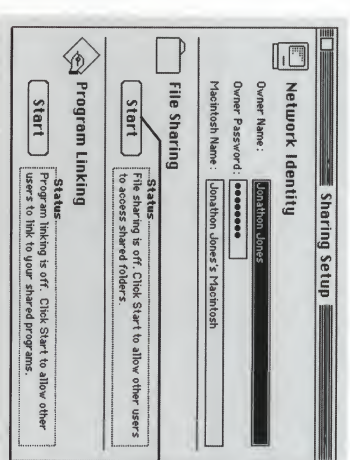 Sharing Setup
Network Identity
Owner Name :
Jonathon Jones
Owner Password :
••••••••
Macintosh Name :
Jonathon Jones's Macintosh
File Sharing
Start
Status
File sharing is off. Click Start to allow other users
to access shared folders.
Program Linking
Start
Status
Program linking is off. Click Start to allow other
users to link to your shared programs.